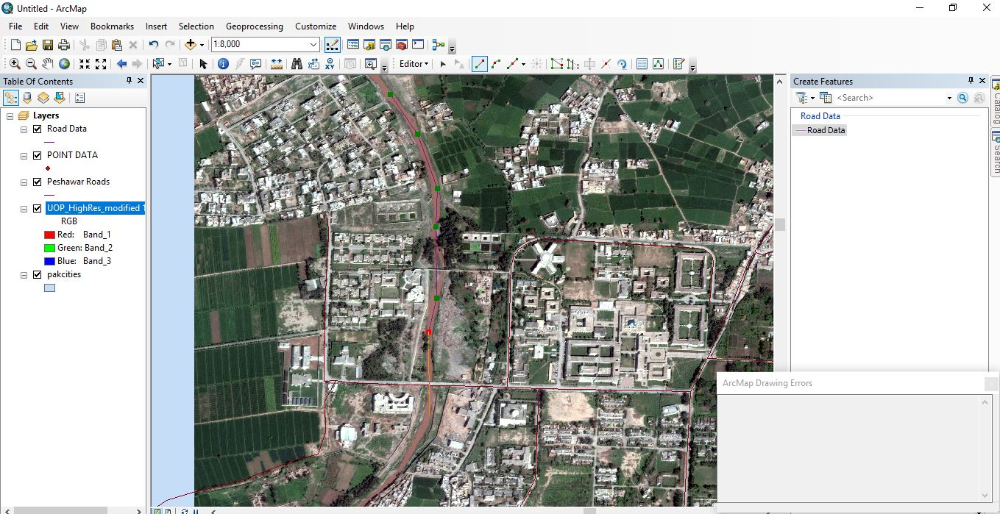 Untitled - ArcMap
File Edit View Bookmarks Insert Selection Geoprocessing Customize Windows Help
1:8,000
Editor
Table Of Contents
Layers
Road Data
POINT DATA
Peshawar Roads
UOP_HighRes_modified 1
RGB
Red: Band_1
Green: Band_2
Blue: Band_3
pakcities
Create Features
<Search>
Road Data
Road Data
Catalog
Search
ArcMap Drawing Errors